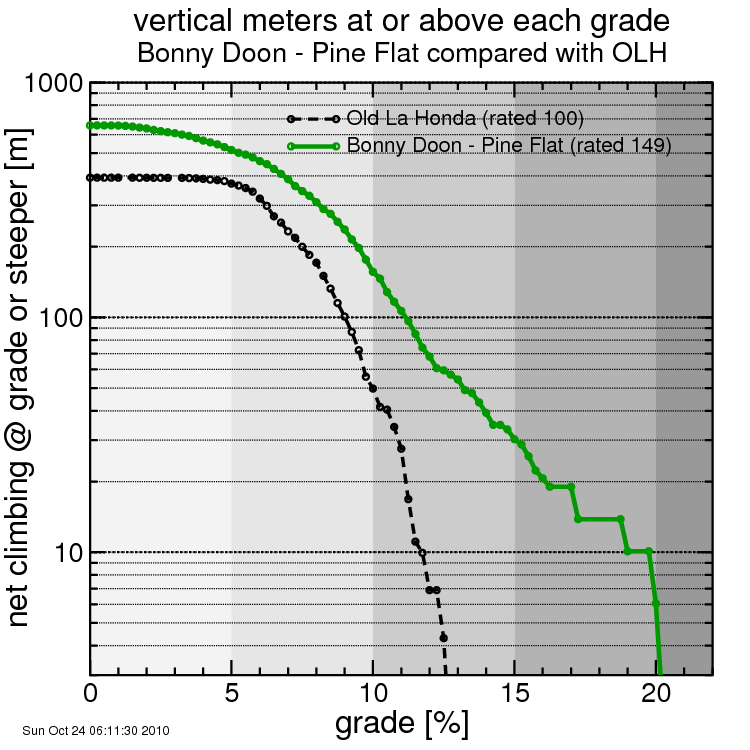 vertical meters at or above each grade
Bonny Doon - Pine Flat compared with OLH
1000
Old La Honda (rated 100)
Bonny Doon - Pine Flat (rated 149)
net climbing @ grade or steeper [m]
100
10
0 5 10 15 20
grade [%]
Sun Oct 24 06:11:30 2010